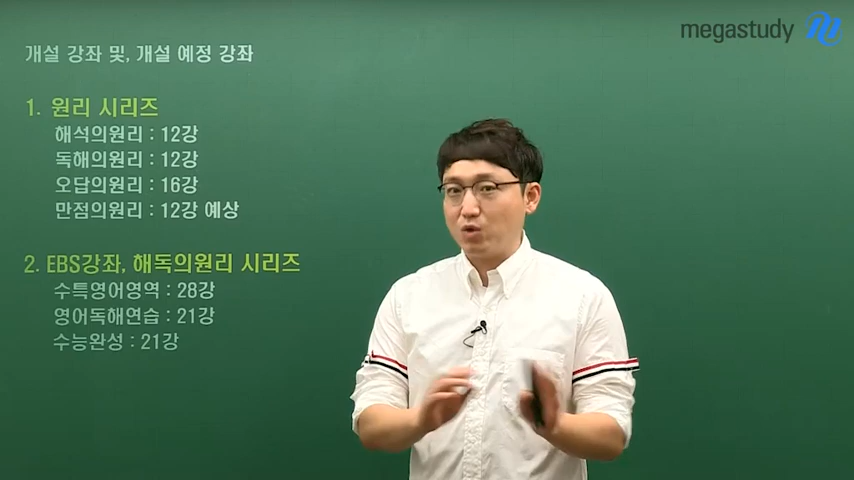 megastudy
개설 강좌 및, 개설 예정 강좌
1. 원리 시리즈
해석의원리 : 12강
독해의원리 : 12강
오답의원리 : 16강
만점의원리 : 12강 예상
2. EBS강좌, 해독의원리 시리즈
수특영어영역 : 28강
영어독해연습 : 21강
수능완성 : 21강